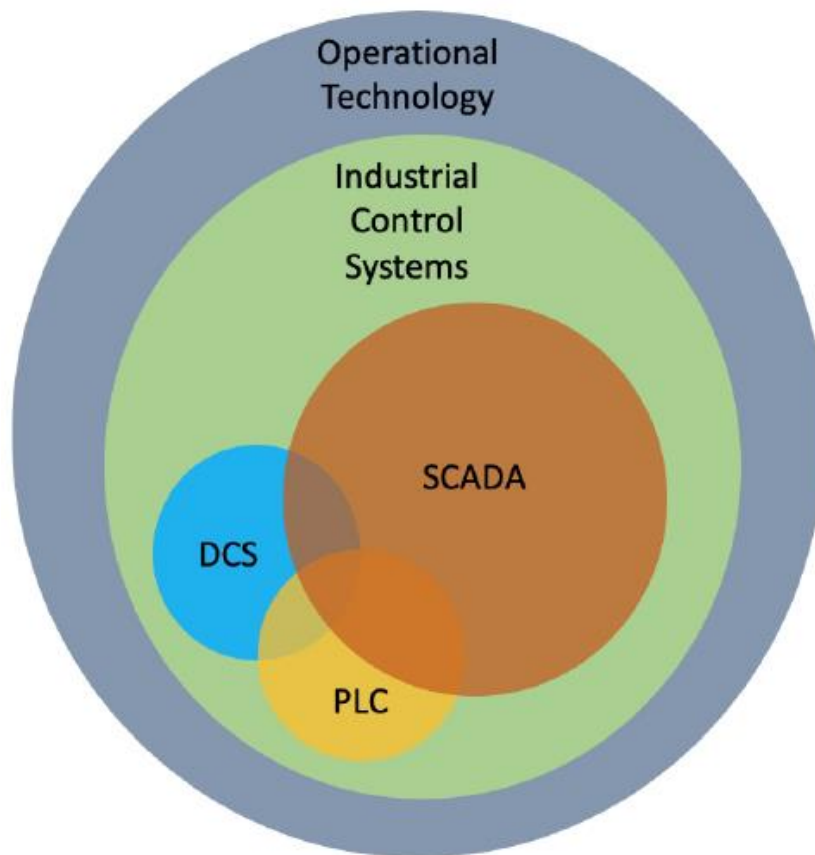 Operational
Technology
Industrial
Control
Systems
SCADA
DCS
PLC